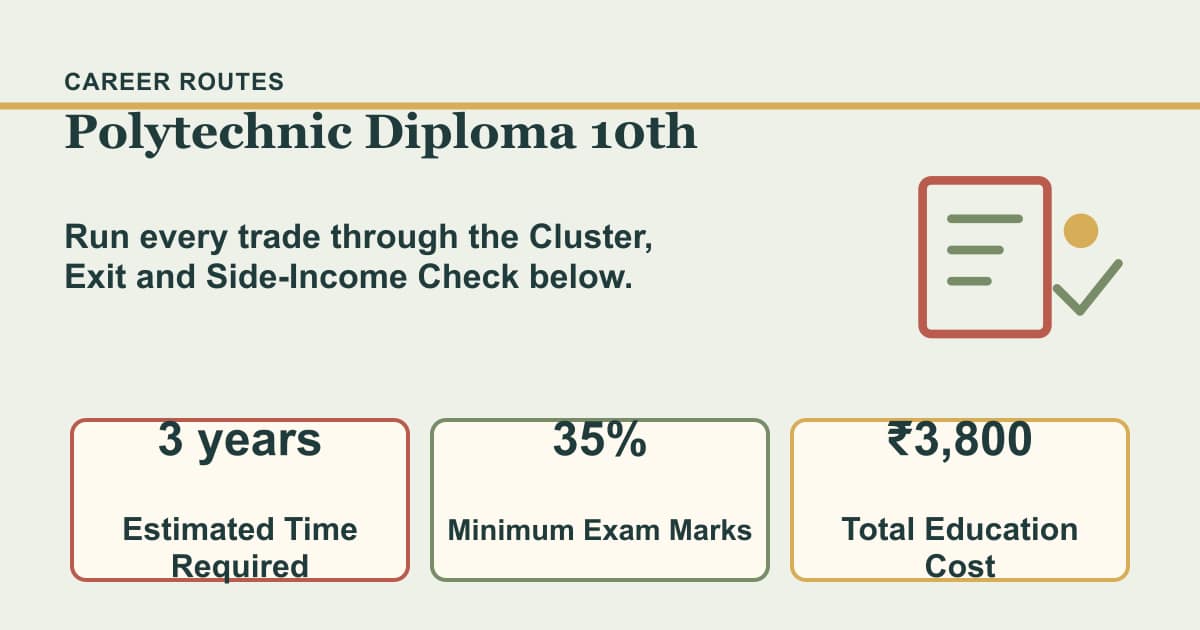 CAREER ROUTES
Polytechnic Diploma 10th
Run every trade through the Cluster,
Exit and Side-Income Check below.
3 years
Estimated Time
Required
35%
Minimum Exam Marks
₹3,800
Total Education
Cost